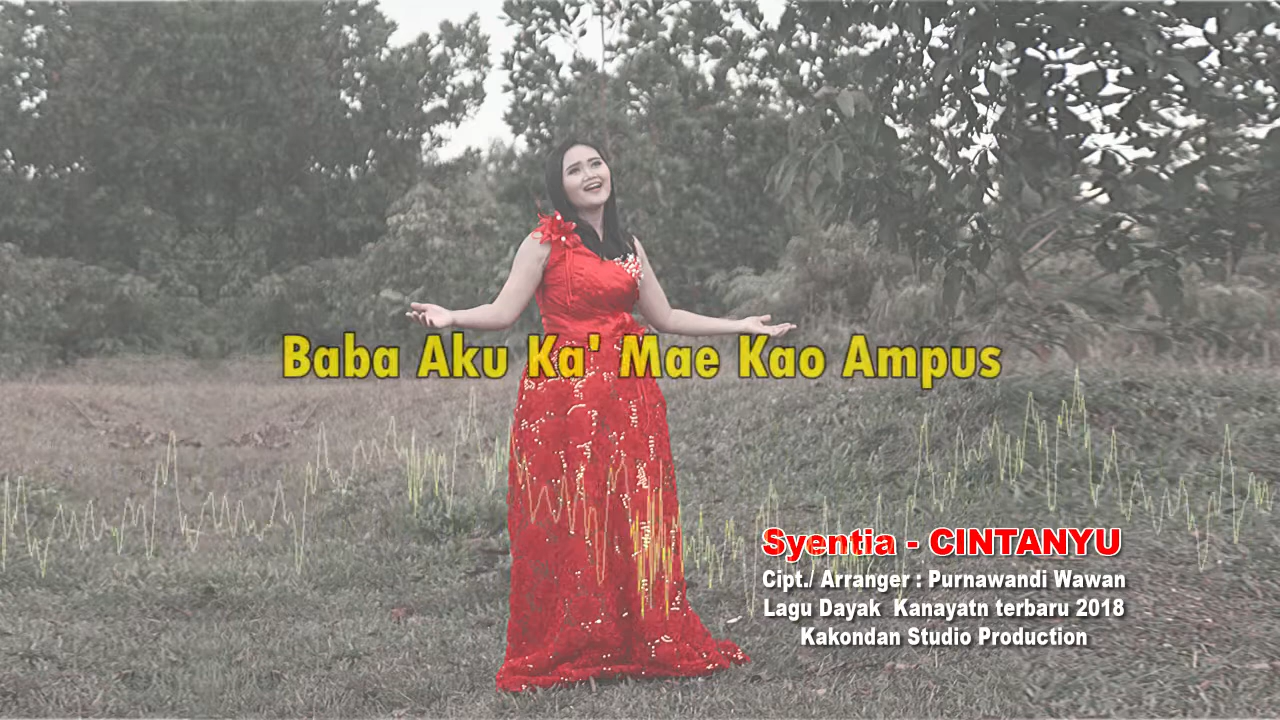 Baba Aku Ka' Mae Kao Ampus
Syentia - CINTANYU
Cipt./ Arranger : Purnawandi Wawan
Lagu Dayak Kanayatn terbaru 2018
Kakondan Studio Production